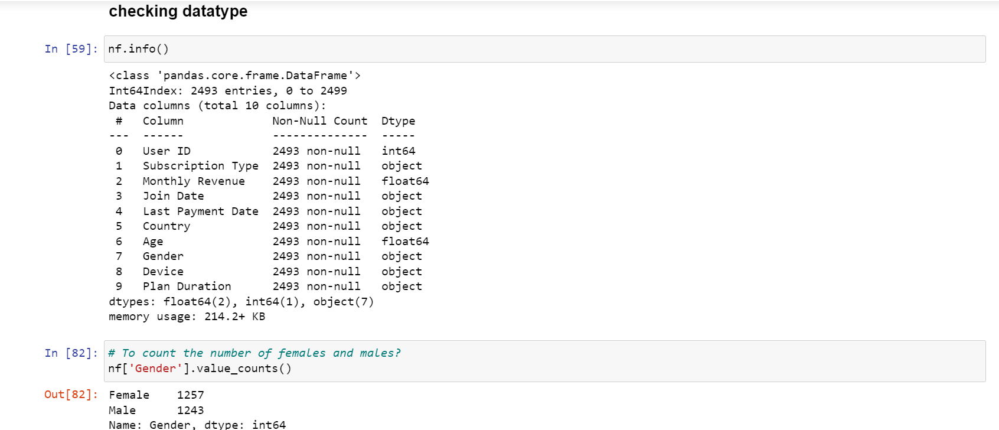 checking datatype
In [59]: nf.info()
<class 'pandas.core.frame.DataFrame'>
Int64Index: 2493 entries, 0 to 2499
Data columns (total 10 columns):
 #   Column             Non-Null Count  Dtype
---  ------             --------------  -----
 0   User ID            2493 non-null   int64
 1   Subscription Type  2493 non-null   object
 2   Monthly Revenue    2493 non-null   float64
 3   Join Date          2493 non-null   object
 4   Last Payment Date  2493 non-null   object
 5   Country            2493 non-null   object
 6   Age                2493 non-null   float64
 7   Gender             2493 non-null   object
 8   Device             2493 non-null   object
 9   Plan Duration      2493 non-null   object
dtypes: float64(2), int64(1), object(7)
memory usage: 214.2+ KB
In [82]: # To count the number of females and males?
nf['Gender'].value_counts()
Out[82]: Female    1257
Male      1243
Name: Gender, dtype: int64